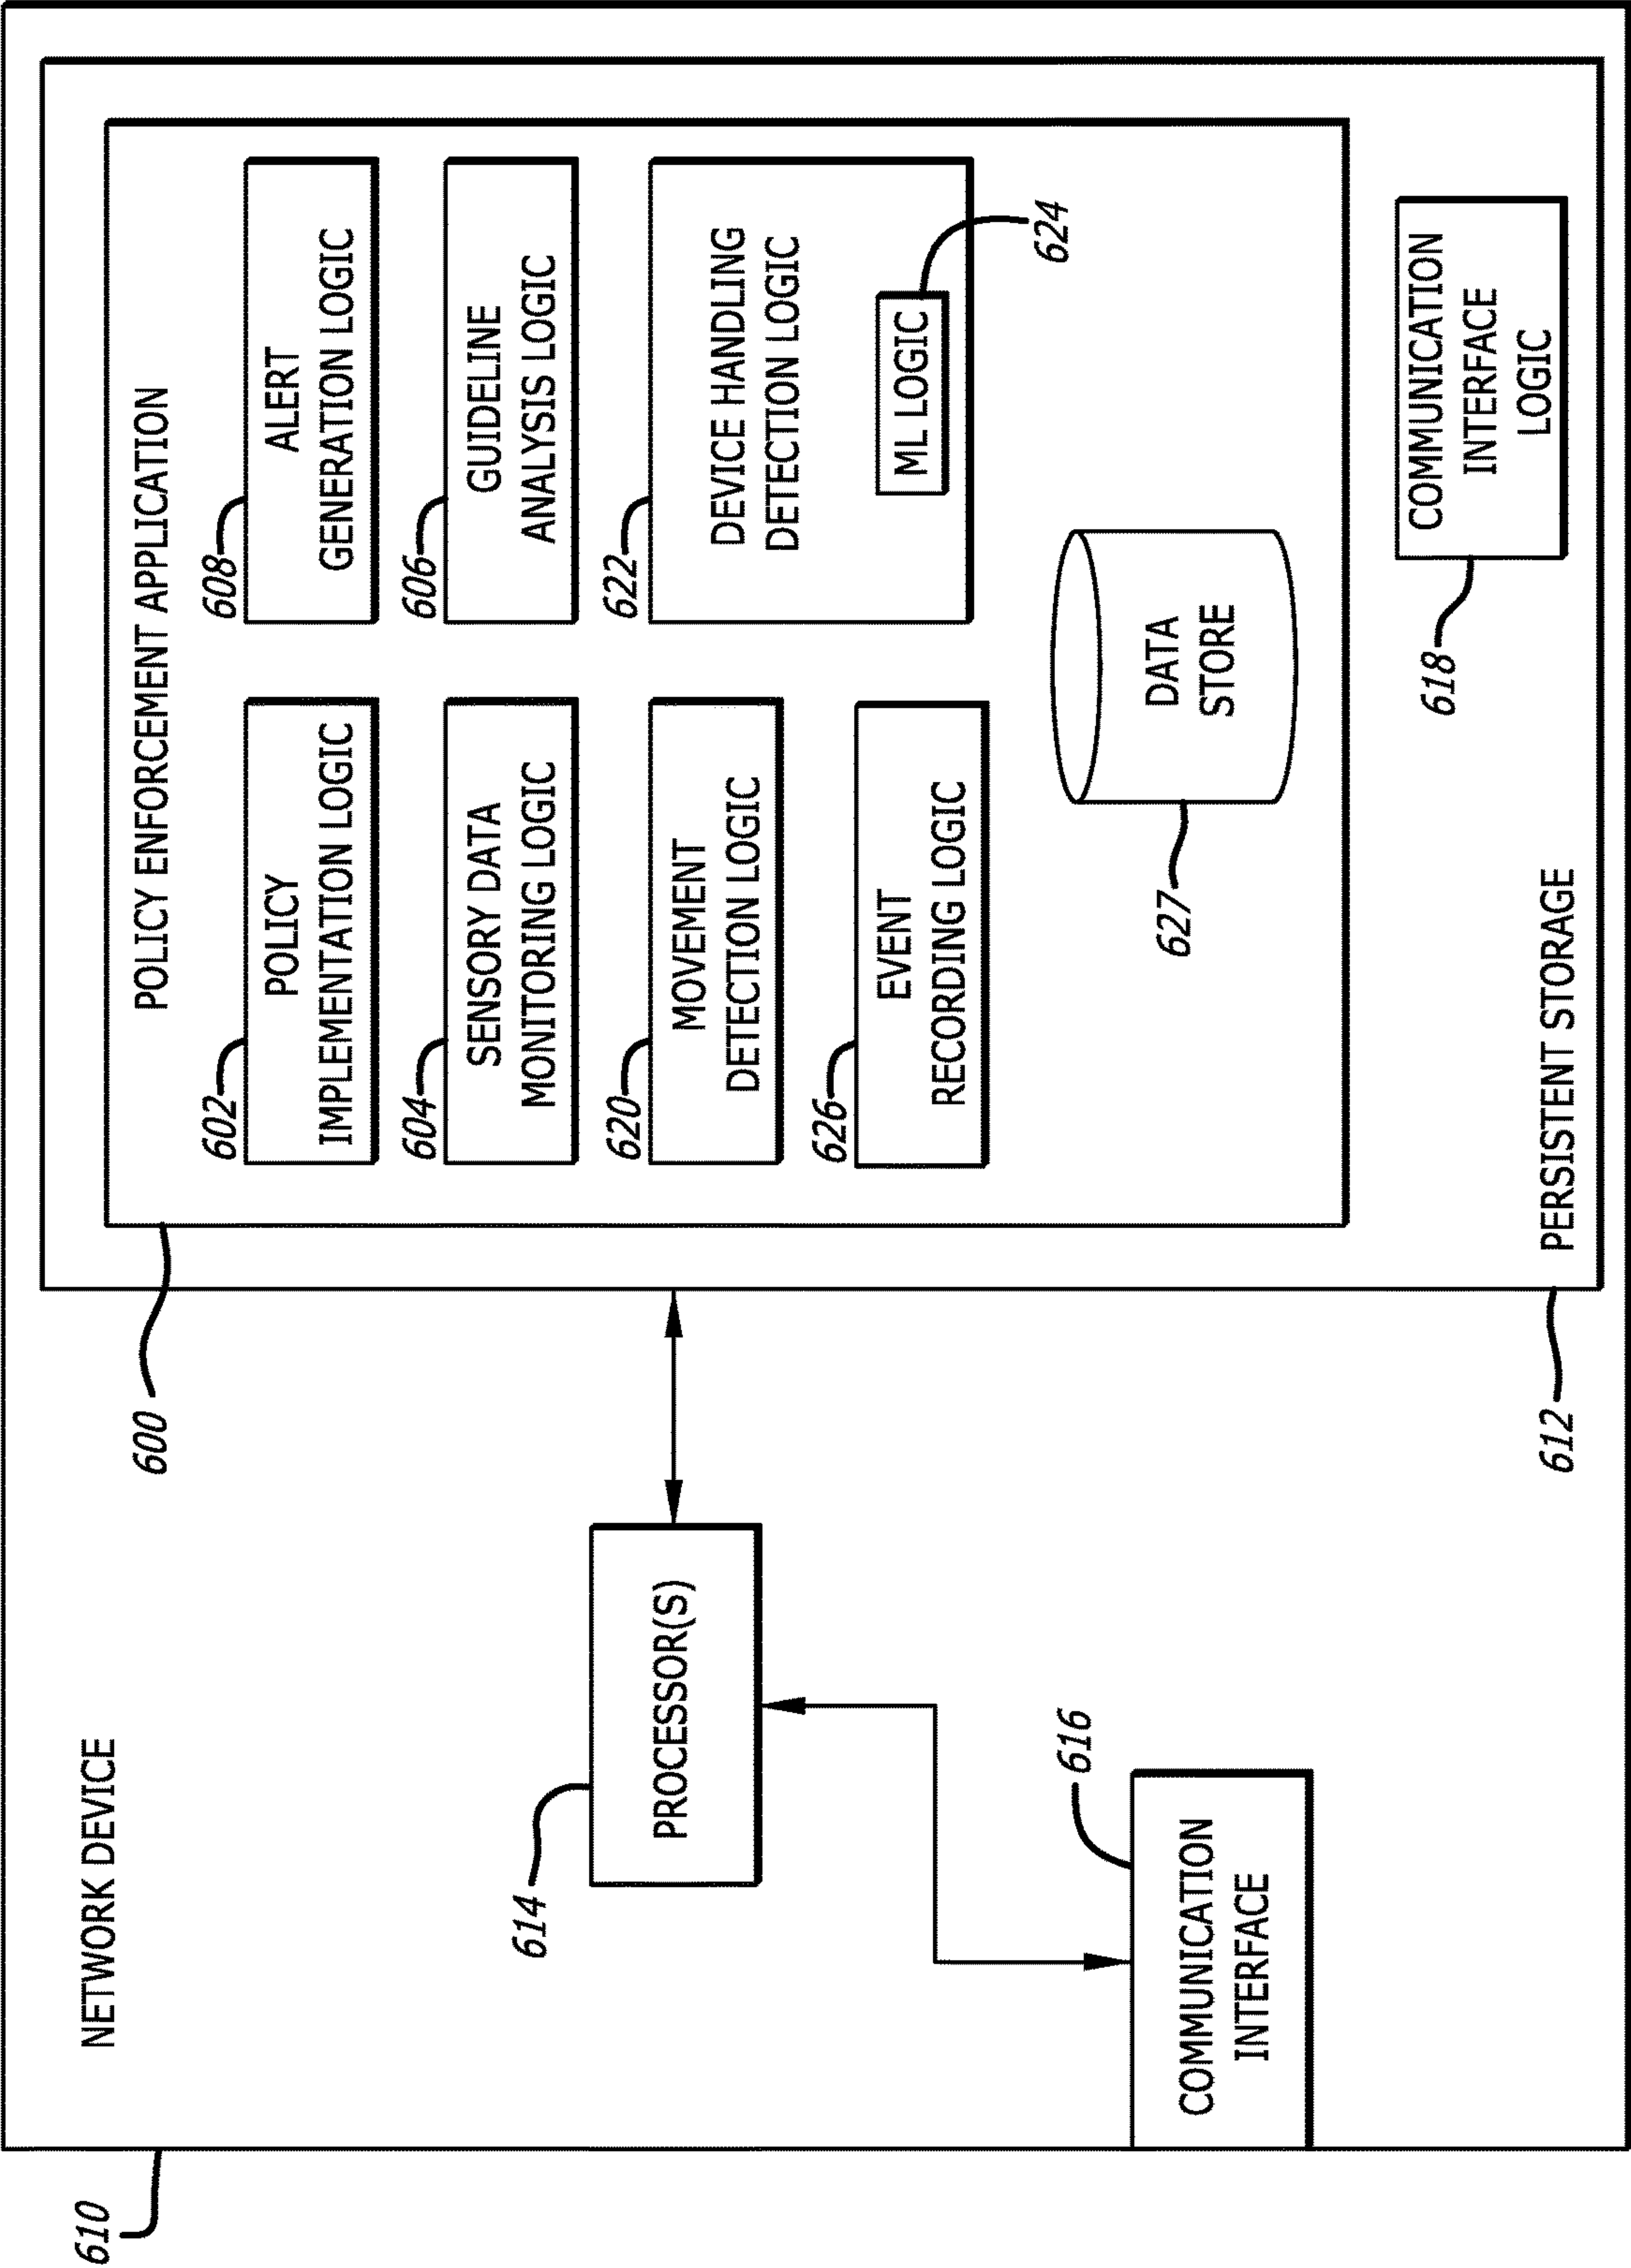 610
NETWORK DEVICE
600
POLICY ENFORCEMENT APPLICATION
602
POLICY
IMPLEMENTATION LOGIC
608
ALERT
GENERATION LOGIC
604
SENSORY DATA
MONITORING LOGIC
606
GUIDELINE
ANALYSIS LOGIC
620
MOVEMENT
DETECTION LOGIC
622
DEVICE HANDLING
DETECTION LOGIC
ML LOGIC
624
626
EVENT
RECORDING LOGIC
627
DATA
STORE
614
PROCESSOR(S)
616
COMMUNICATION
INTERFACE
618
COMMUNICATION
INTERFACE
LOGIC
612
PERSISTENT STORAGE